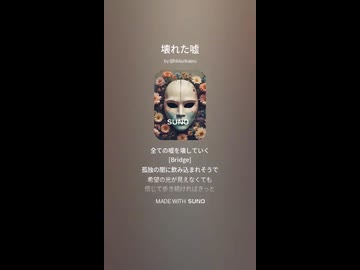 壊れた嘘
SUNO
全ての嘘を壊していく
[Bridge]
孤独の闇に飲み込まれそうで
希望の光が見えなくても
信じて歩き続ければきっと
MADE WITH SUNO